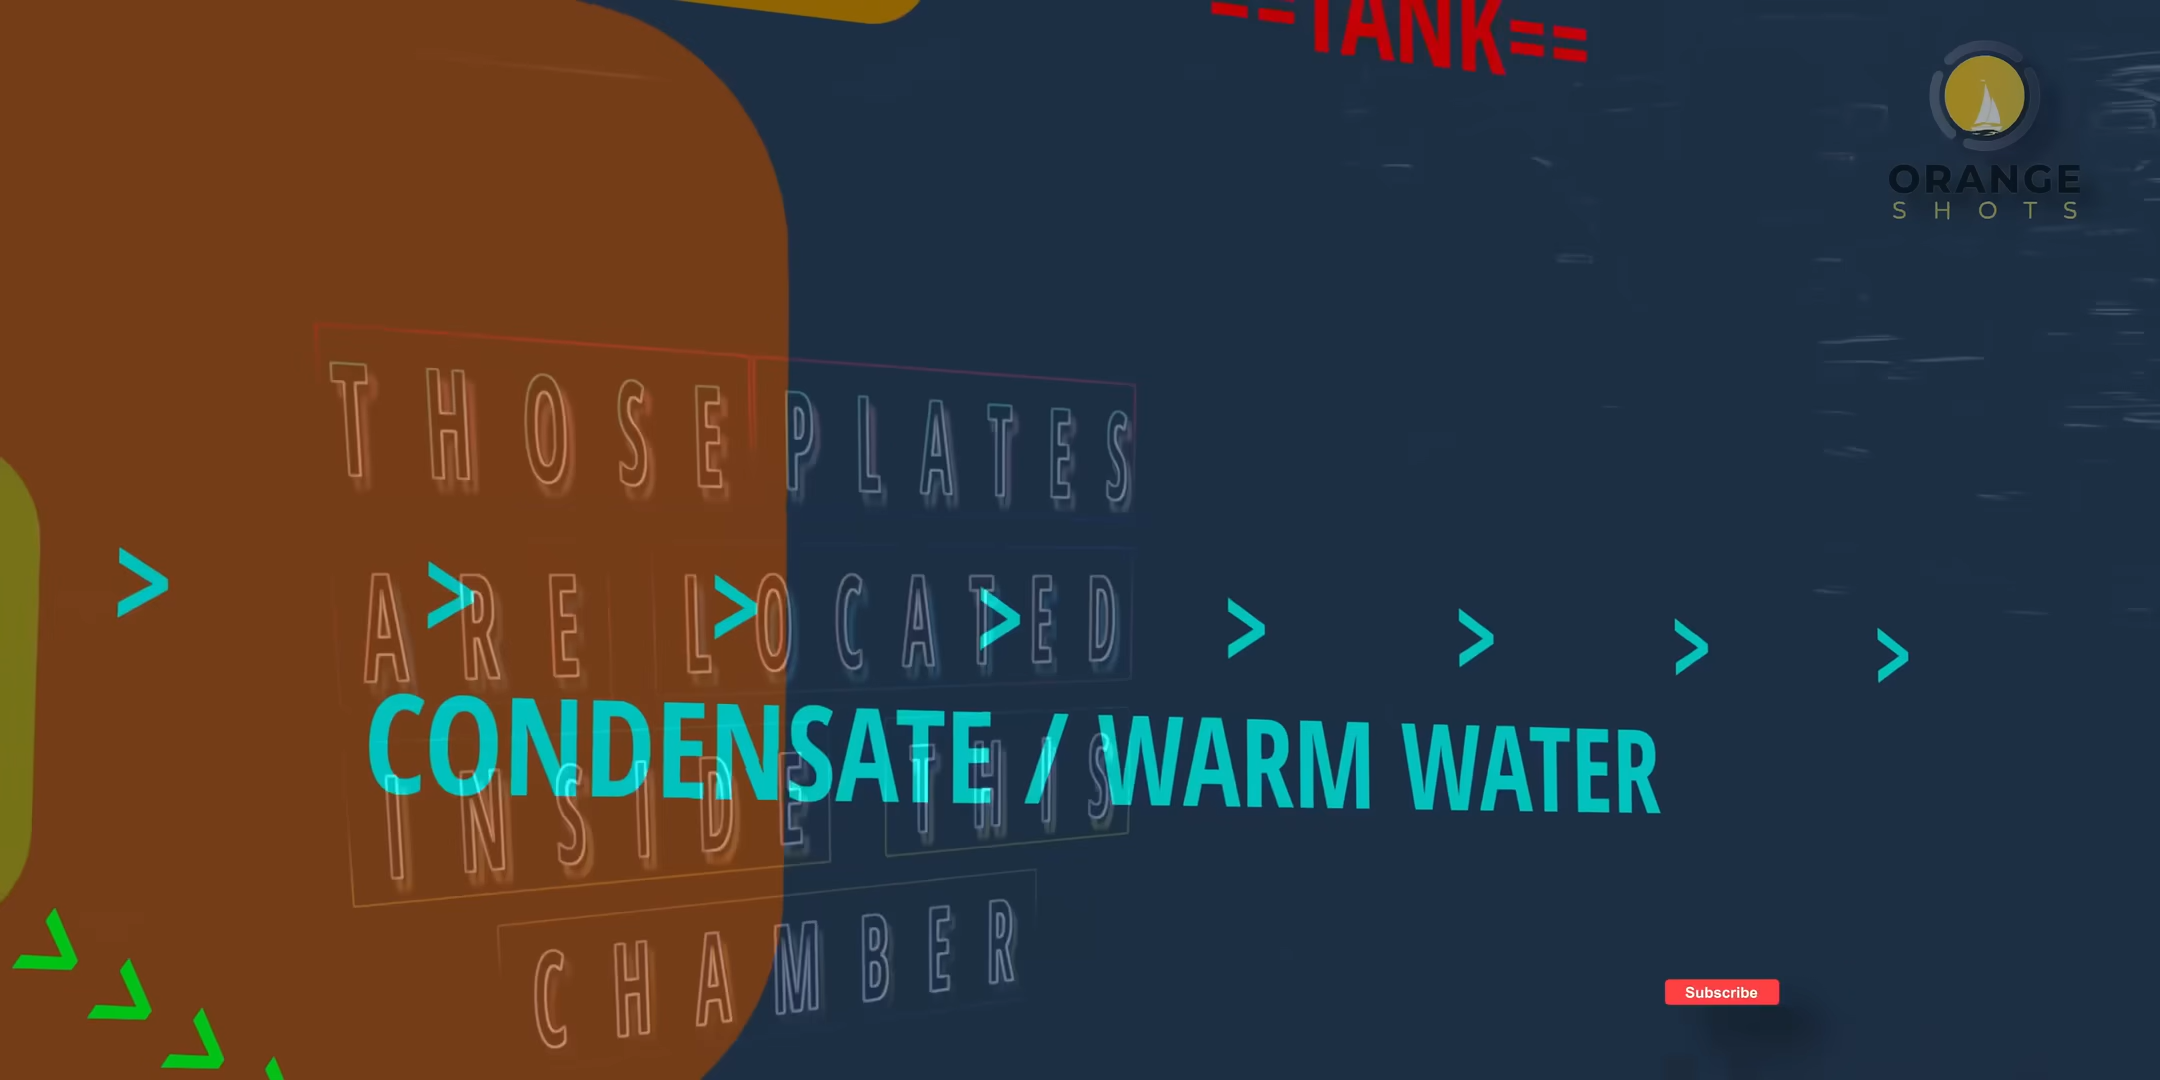 ==TANK==
ORANGE
SHOTS
THOSE PLATES
ARE LOCATED
INSIDE THIS
CHAMBER
> > > > > > > >
CONDENSATE / WARM WATER
Subscribe